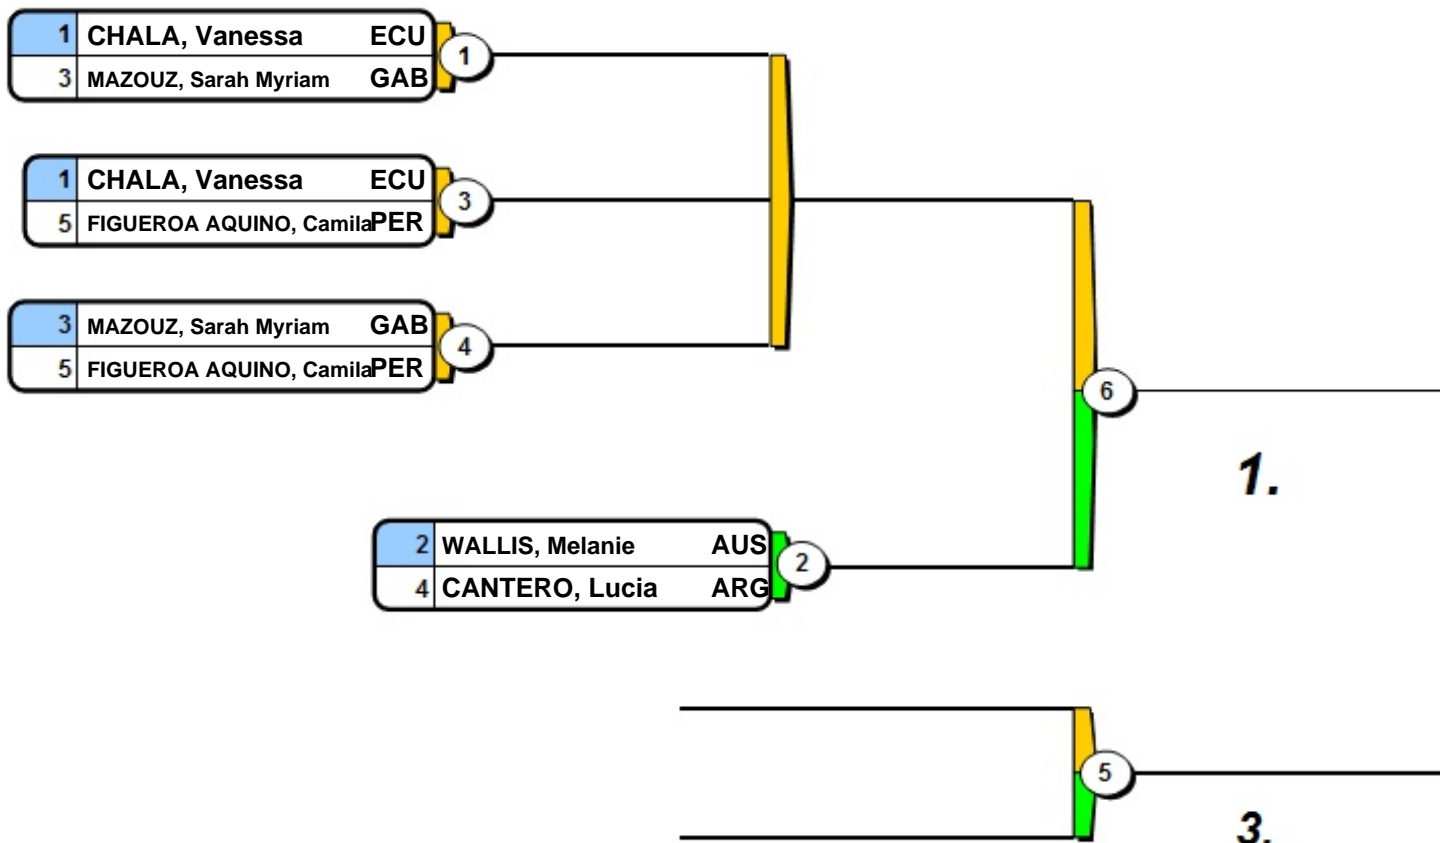 1 CHALA, Vanessa ECU
1
3 MAZOUZ, Sarah Myriam GAB
1 CHALA, Vanessa ECU
3
5 FIGUEROA AQUINO, Camila PER
3 MAZOUZ, Sarah Myriam GAB
4
5 FIGUEROA AQUINO, Camila PER
6
1.
2 WALLIS, Melanie AUS
2
4 CANTERO, Lucia ARG
5
3.